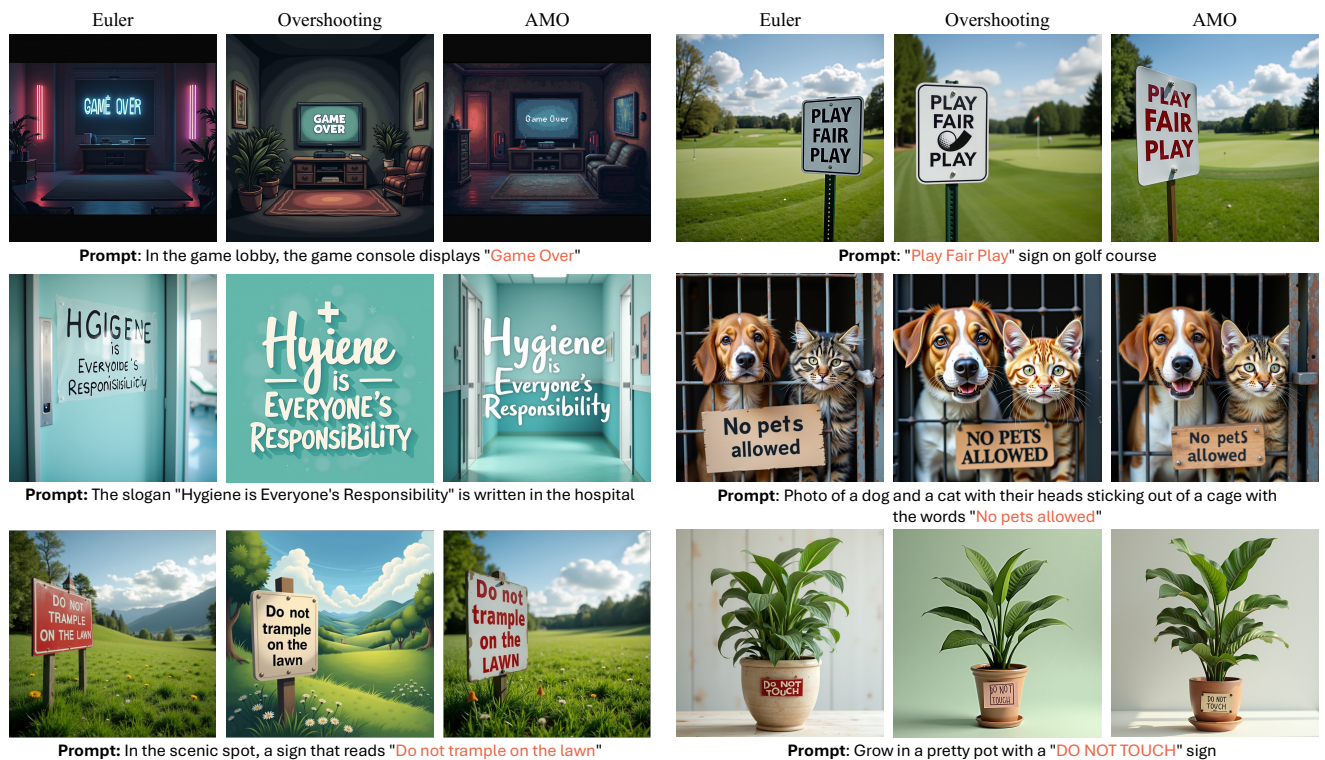 Euler Overshooting AMO
GAME OVER
GAME
OVER
Game Over
Prompt: In the game lobby, the game console displays "Game Over"
Euler Overshooting AMO
PLAY
FAIR
PLAY
PLAY
FAIR
PLAY
PLAY
FAIR
PLAY
Prompt: "Play Fair Play" sign on golf course
HGIGENE
IS
EVERYOIDE'S
RESPONISIILITIY
Hyiene
is
EVERYONE'S
RESPONSIBILITY
Hygiene
is
Everyone's
Responsibility
Prompt: The slogan "Hygiene is Everyone's Responsibility" is written in the hospital
No pets
allowed
NO PETS
ALLOWED
No petS
allowed
Prompt: Photo of a dog and a cat with their heads sticking out of a cage with
the words "No pets allowed"
DO NOT
TRAMPLE
ON THE LAWN
Do not
trample
on the
lawn
Do not
trample
on the
LAWN
Prompt: In the scenic spot, a sign that reads "Do not trample on the lawn"
DO NOT
TOUCH
DO NOT
TOUCH
DO NOT
TOUCH
Prompt: Grow in a pretty pot with a "DO NOT TOUCH" sign